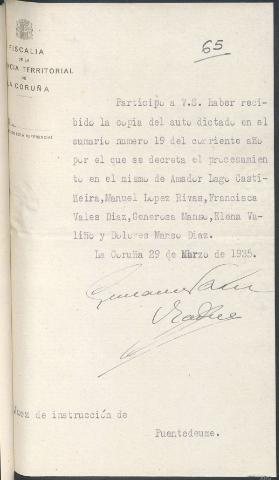 65
FISCALIA
DE LA
NCIA TERRITORIAL
DE
LA CORUÑA
Participo a V.S. haber reci-
bido la copia del auto dictado en el
sumario numero 19 del corriente año
por el que se decreta el procesamien-
to en el mismo de Amador Lago Casti-
ñeira, Manuel Lopez Rivas, Francisca
Vales Diaz, Generosa Manso, Elena Va-
liño y Dolores Manso Diaz.
La Coruña 29 de Marzo de 1935.
Juez de instrucción de
Puentedeume.